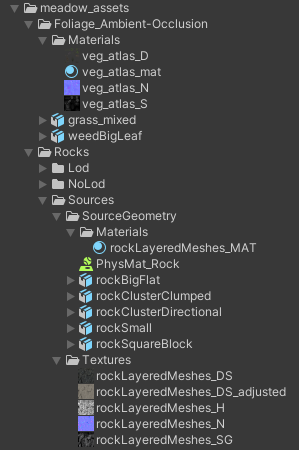 meadow_assets
Foliage_Ambient-Occlusion
Materials
veg_atlas_D
veg_atlas_mat
veg_atlas_N
veg_atlas_S
grass_mixed
weedBigLeaf
Rocks
Lod
NoLod
Sources
SourceGeometry
Materials
rockLayeredMeshes_MAT
PhysMat_Rock
rockBigFlat
rockClusterClumped
rockClusterDirectional
rockSmall
rockSquareBlock
Textures
rockLayeredMeshes_DS
rockLayeredMeshes_DS_adjusted
rockLayeredMeshes_H
rockLayeredMeshes_N
rockLayeredMeshes_SG